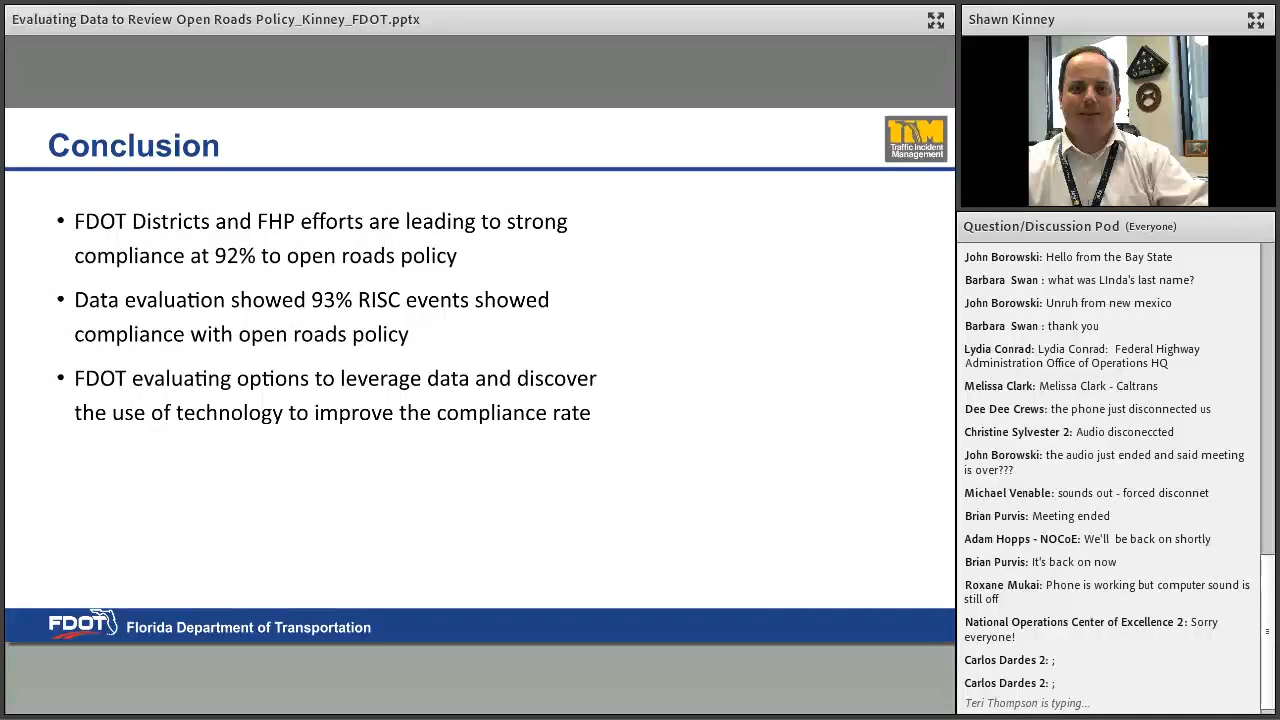 Evaluating Data to Review Open Roads Policy_Kinney_FDOT.pptx
Conclusion
TIM
Traffic Incident
Management
• FDOT Districts and FHP efforts are leading to strong
compliance at 92% to open roads policy
• Data evaluation showed 93% RISC events showed
compliance with open roads policy
• FDOT evaluating options to leverage data and discover
the use of technology to improve the compliance rate
FDOT
Florida Department of Transportation
Shawn Kinney
Question/Discussion Pod (Everyone)
John Borowski: Hello from the Bay State
Barbara Swan : what was LInda's last name?
John Borowski: Unruh from new mexico
Barbara Swan : thank you
Lydia Conrad: Lydia Conrad: Federal Highway
Administration Office of Operations HQ
Melissa Clark: Melissa Clark - Caltrans
Dee Dee Crews: the phone just disconnected us
Christine Sylvester 2: Audio disconeccted
John Borowski: the audio just ended and said meeting
is over???
Michael Venable: sounds out - forced disconnet
Brian Purvis: Meeting ended
Adam Hopps - NOCoE: We'll be back on shortly
Brian Purvis: It's back on now
Roxane Mukai: Phone is working but computer sound is
still off
National Operations Center of Excellence 2: Sorry
everyone!
Carlos Dardes 2: ;
Carlos Dardes 2: ;
Teri Thompson is typing...